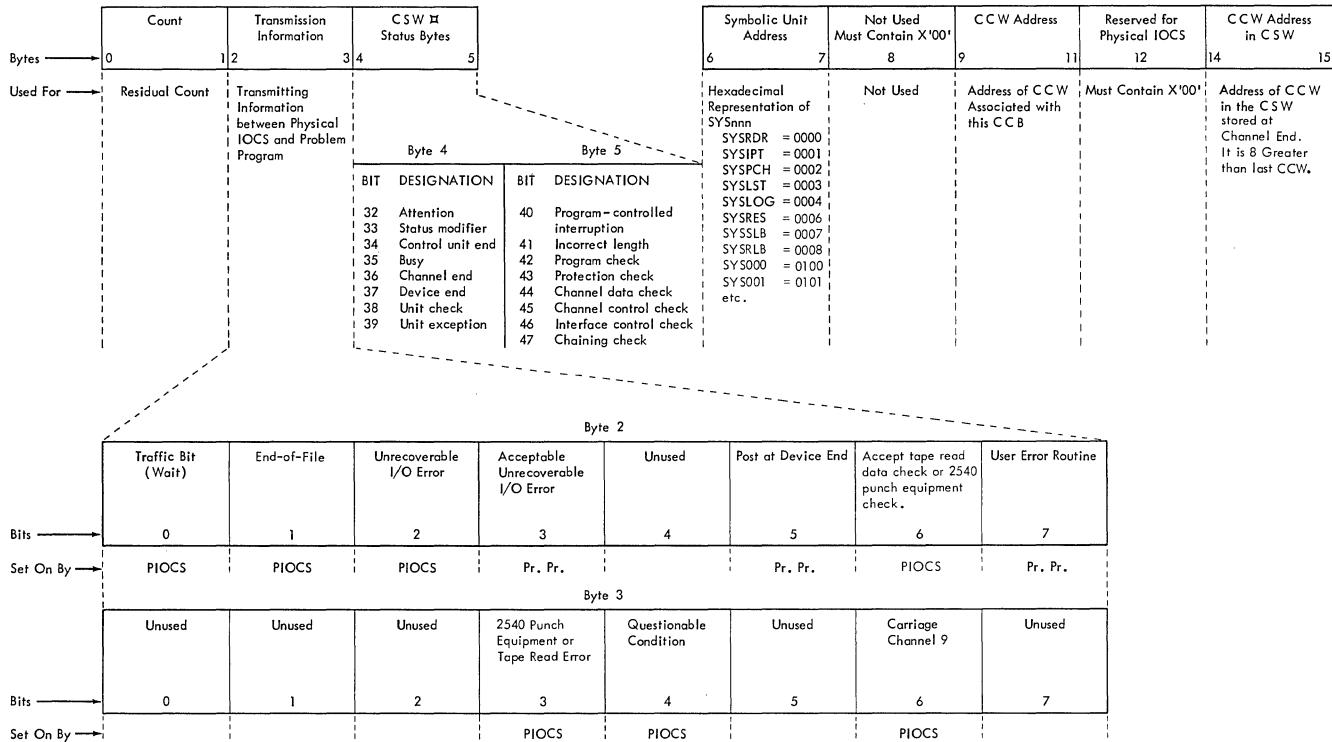 Count
Transmission
Information
CSW ¤
Status Bytes
Symbolic Unit
Address
Not Used
Must Contain X'00'
CCW Address
Reserved for
Physical IOCS
CCW Address
in CSW
Bytes
0 1 2 3 4 5 6 7 8 9 11 12 14 15
Used For
Residual Count
Transmitting
Information
between Physical
IOCS and Problem
Program
Hexadecimal
Representation of
SYSnnn
SYSRDR = 0000
SYSIPT = 0001
SYSPCH = 0002
SYSLST = 0003
SYSLOG = 0004
SYSRES = 0006
SYSSLB = 0007
SYSRLB = 0008
SYS000 = 0100
SYS001 = 0101
etc.
Not Used
Address of CCW
Associated with
this CCB
Must Contain X'00'
Address of CCW
in the CSW
stored at
Channel End.
It is 8 Greater
than last CCW.
Byte 4
BIT DESIGNATION
32 Attention
33 Status modifier
34 Control unit end
35 Busy
36 Channel end
37 Device end
38 Unit check
39 Unit exception
Byte 5
BIT DESIGNATION
40 Program-controlled
interruption
41 Incorrect length
42 Program check
43 Protection check
44 Channel data check
45 Channel control check
46 Interface control check
47 Chaining check
Byte 2
Traffic Bit
(Wait)
End-of-File
Unrecoverable
I/O Error
Acceptable
Unrecoverable
I/O Error
Unused
Post at Device End
Accept tape read
data check or 2540
punch equipment
check.
User Error Routine
Bits
0 1 2 3 4 5 6 7
Set On By
PIOCS PIOCS PIOCS Pr. Pr. Pr. Pr. PIOCS Pr. Pr.
Byte 3
Unused
Unused
Unused
2540 Punch
Equipment or
Tape Read Error
Questionable
Condition
Unused
Carriage
Channel 9
Unused
Bits
0 1 2 3 4 5 6 7
Set On By
PIOCS PIOCS PIOCS